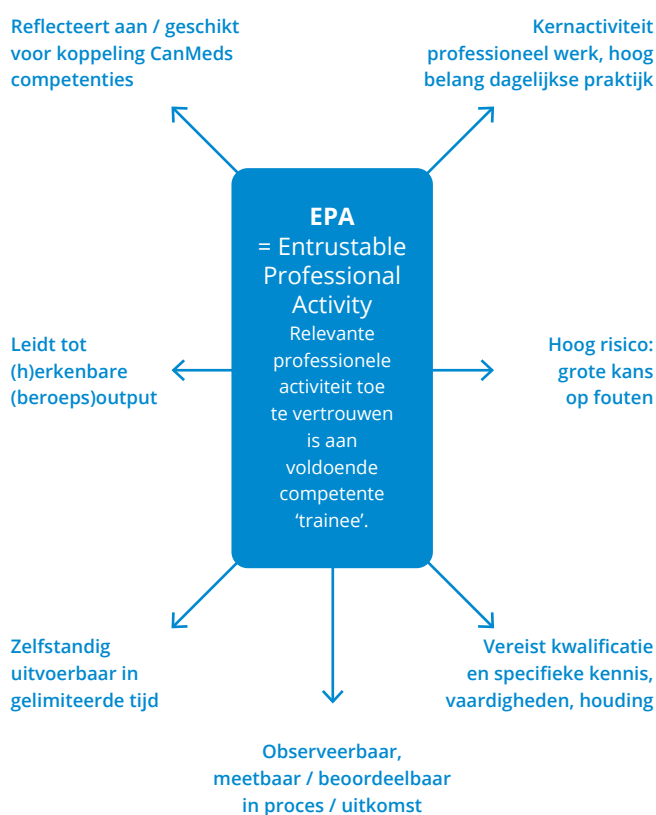 Reflecteert aan / geschikt
voor koppeling CanMeds
competenties
Kernactiviteit
professioneel werk, hoog
belang dagelijkse praktijk
EPA
= Entrustable
Professional
Activity
Relevante
professionele
activiteit toe
te vertrouwen
is aan
voldoende
competente
‘trainee’.
Leidt tot
(h)erkenbare
(beroeps)output
Hoog risico:
grote kans
op fouten
Zelfstandig
uitvoerbaar in
gelimiteerde tijd
Vereist kwalificatie
en specifieke kennis,
vaardigheden, houding
Observeerbaar,
meetbaar / beoordeelbaar
in proces / uitkomst